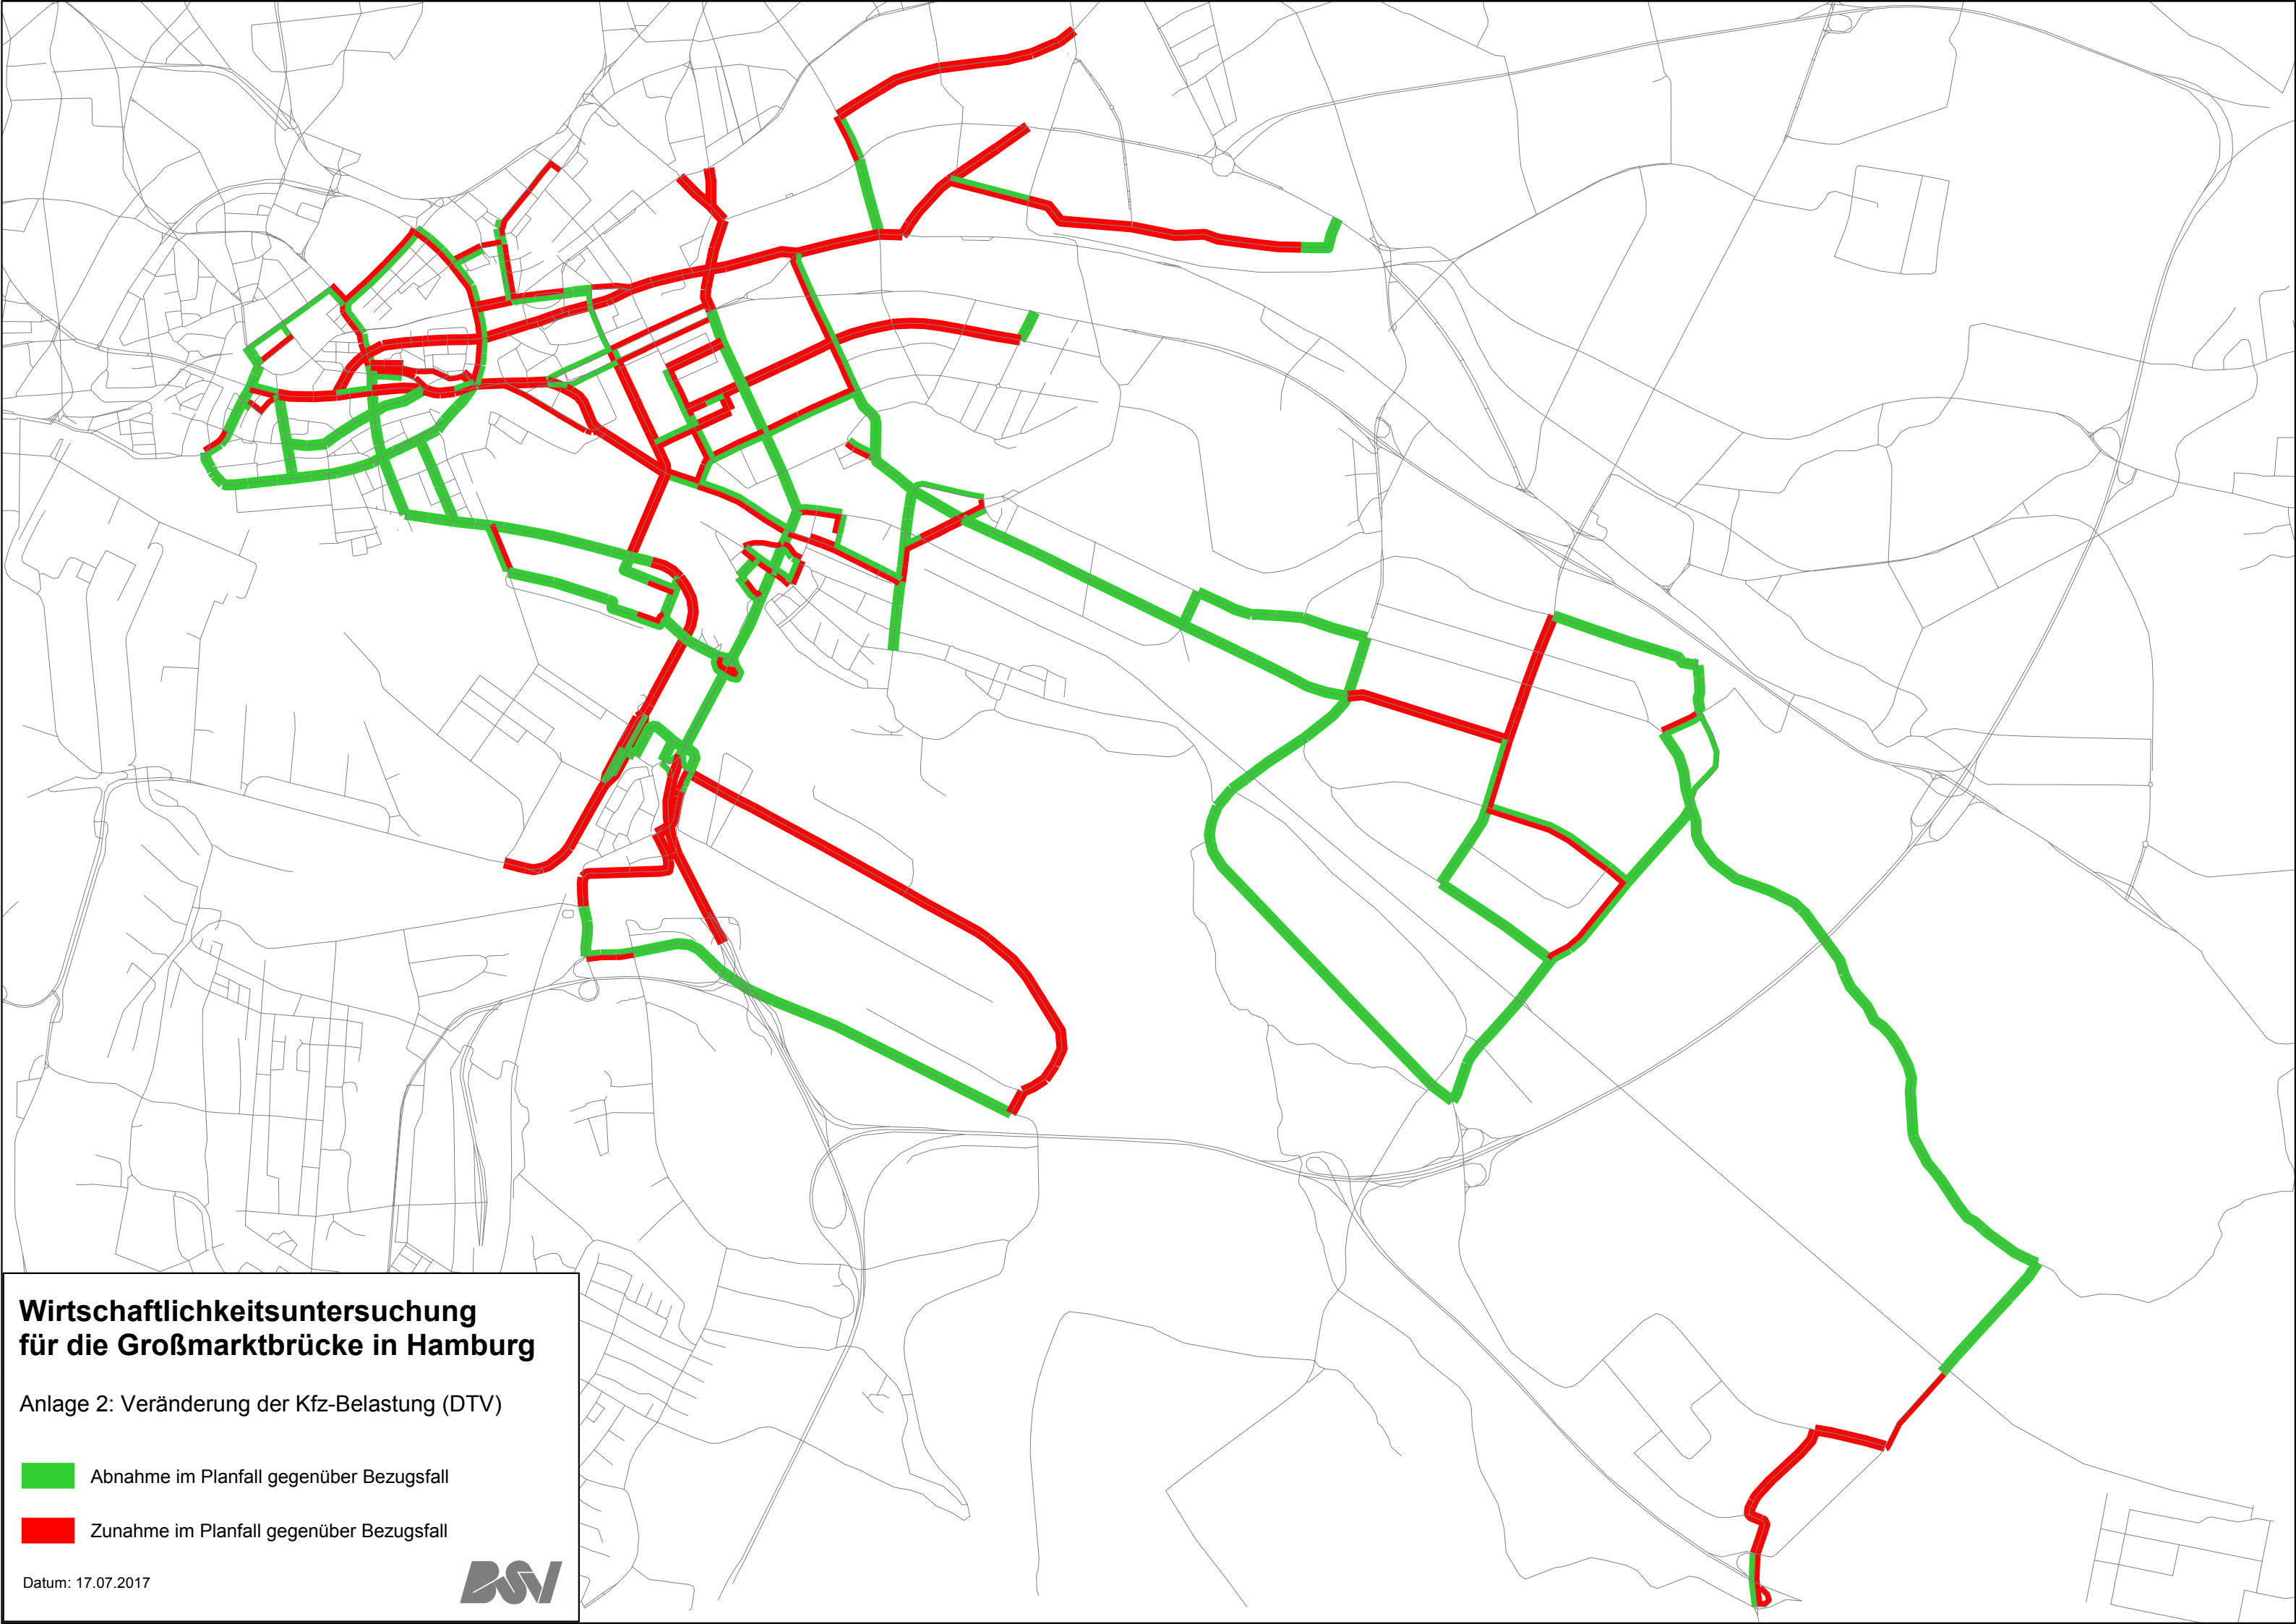 Wirtschaftlichkeitsuntersuchung
für die Großmarktbrücke in Hamburg
Anlage 2: Veränderung der Kfz-Belastung (DTV)
Abnahme im Planfall gegenüber Bezugsfall
Zunahme im Planfall gegenüber Bezugsfall
Datum: 17.07.2017
BSV